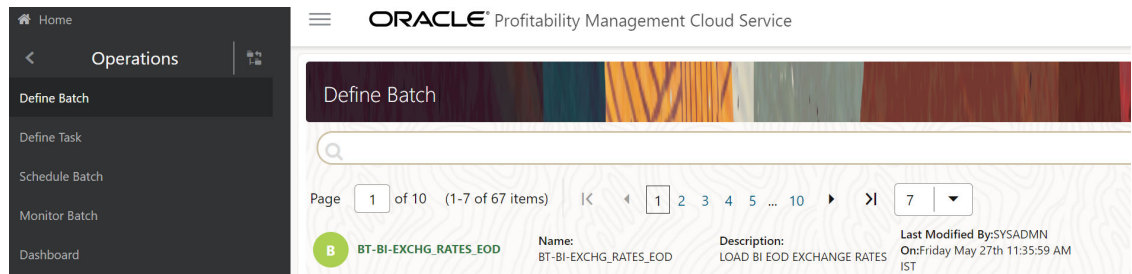 Home
Operations
Define Batch
Define Task
Schedule Batch
Monitor Batch
Dashboard
ORACLE® Profitability Management Cloud Service
Define Batch
Page 1 of 10 (1-7 of 67 items) 1 2 3 4 5 ... 10 7
B BT-BI-EXCHG_RATES_EOD
Name:
BT-BI-EXCHG_RATES_EOD
Description:
LOAD BI EOD EXCHANGE RATES
Last Modified By:SYSADMN
On:Friday May 27th 11:35:59 AM
IST